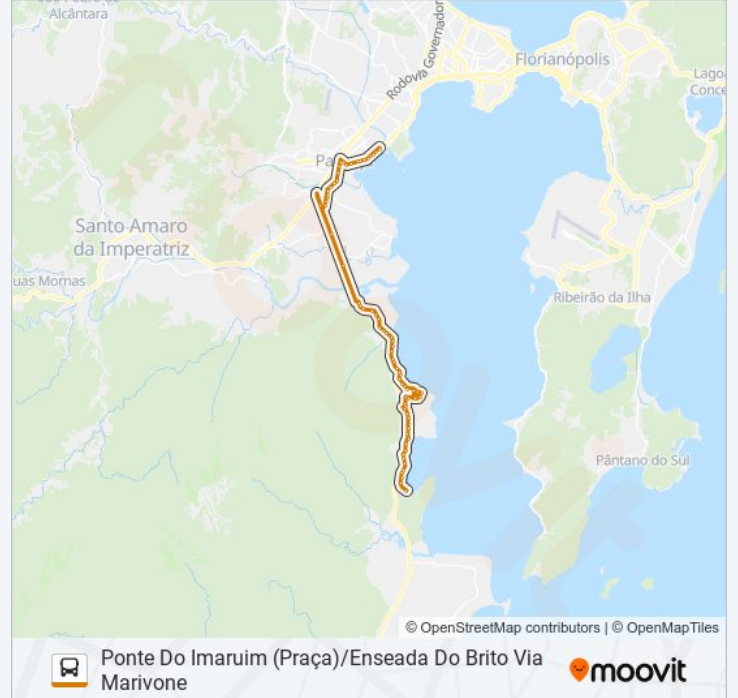 Alcântara
Rodovia Governador
Florianópolis
Lago
Conce
Pa
Santo Amaro
da Imperatriz
uas Mornas
Ribeirão da Ilha
Pântano do Sul
© OpenStreetMap contributors | © OpenMapTiles
Ponte Do Imaruim (Praça)/Enseada Do Brito Via
Marivone
moovit